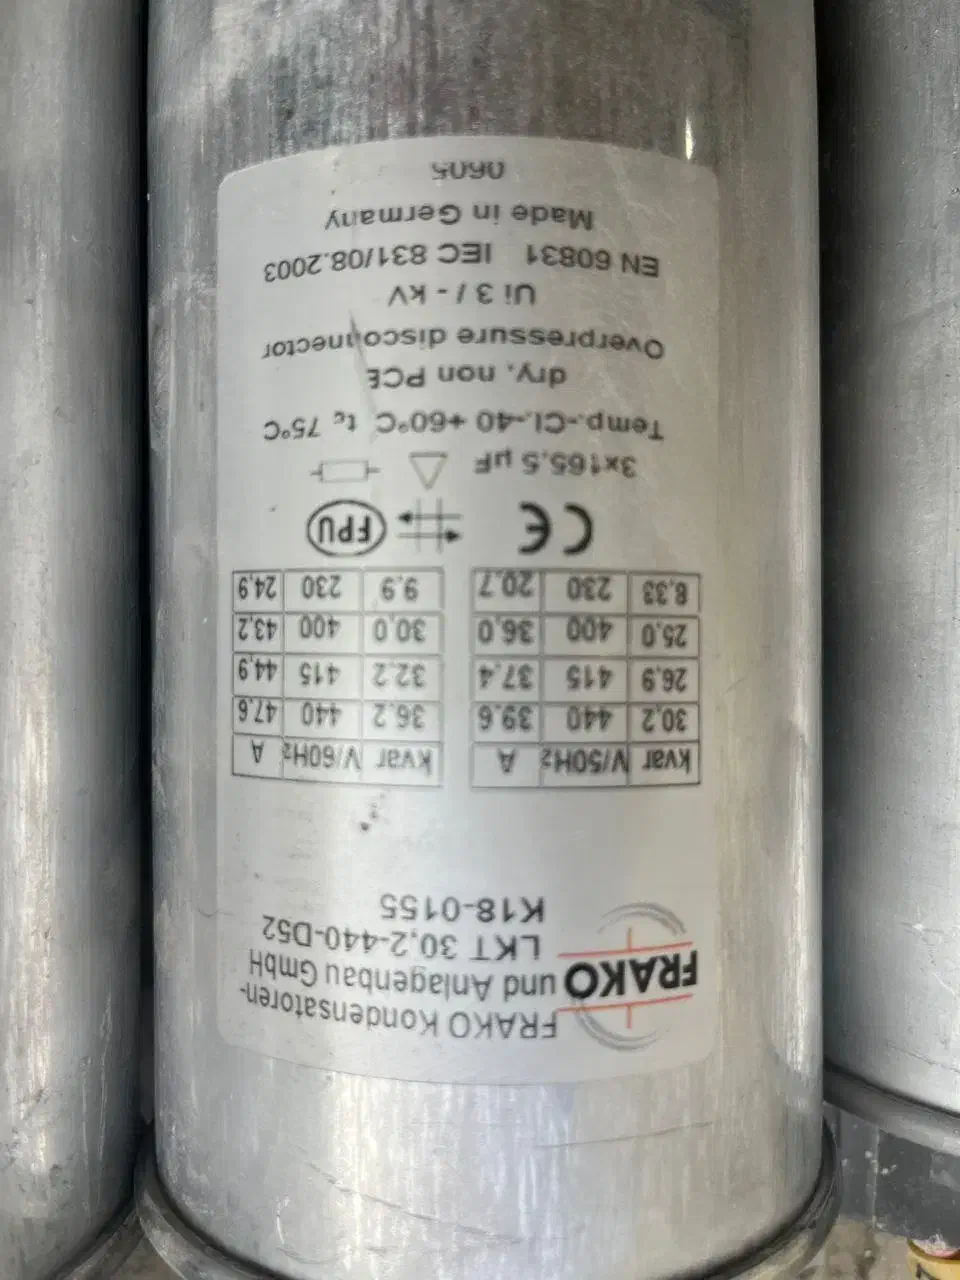 FRAKO Kondensatoren-
FRAKO und Anlagenbau GmbH
LKT 30,2-440-D52
K18-0155
kvar V/50Hz A kvar V/60Hz A
30,2 440 39,6 36,2 440 47,6
26,9 415 37,4 32,2 415 44,9
25,0 400 36,0 30,0 400 43,2
8,33 230 20,7 9,9 230 24,9
CE FPU
3x165,5 µF
Temp.-Cl.-40 +60°C tc 75°C
dry, non PCB
Overpressure disconnector
Ui 3 / - kV
EN 60831 IEC 831/08.2003
Made in Germany
0605